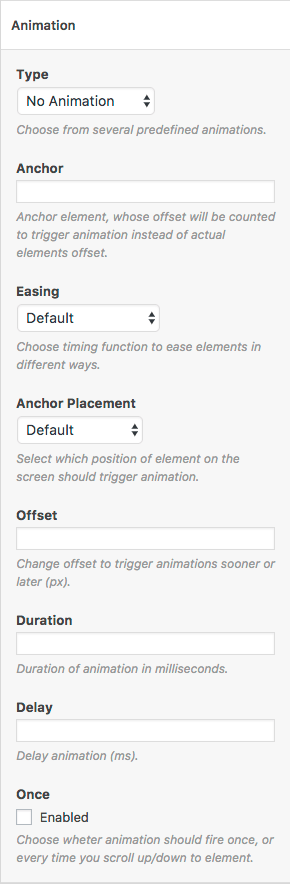 Animation
Type
No Animation
Choose from several predefined animations.
Anchor
Anchor element, whose offset will be counted
to trigger animation instead of actual
elements offset.
Easing
Default
Choose timing function to ease elements in
different ways.
Anchor Placement
Default
Select which position of element on the
screen should trigger animation.
Offset
Change offset to trigger animations sooner or
later (px).
Duration
Duration of animation in milliseconds.
Delay
Delay animation (ms).
Once
Enabled
Choose wheter animation should fire once, or
every time you scroll up/down to element.